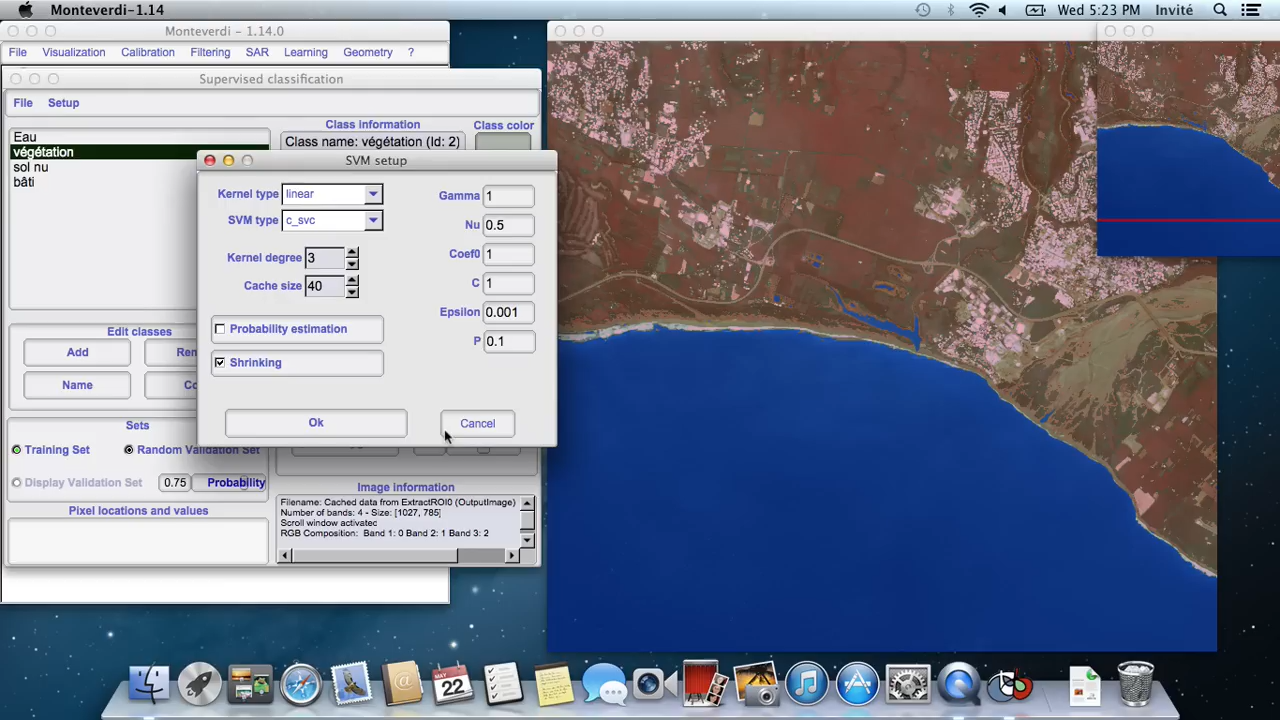 Monteverdi-1.14
Wed 5:23 PM Invité
Monteverdi - 1.14.0
File Visualization Calibration Filtering SAR Learning Geometry ?
Supervised classification
File Setup
Eau
végétation
sol nu
bâti
Class information
Class name: végétation (Id: 2)
Class color
SVM setup
Kernel type linear
SVM type c_svc
Kernel degree 3
Cache size 40
Probability estimation
Shrinking
Gamma 1
Nu 0.5
Coef0 1
C 1
Epsilon 0.001
P 0.1
Ok
Cancel
Edit classes
Add
Name
Sets
Training Set
Random Validation Set
Display Validation Set
0.75 Probability
Pixel locations and values
Image information
Filename: Cached data from ExtractROI0 (OutputImage)
Number of bands: 4 - Size: [1027, 785]
Scroll window activated
RGB Composition: Band 1: 0 Band 2: 1 Band 3: 2
MAY
22